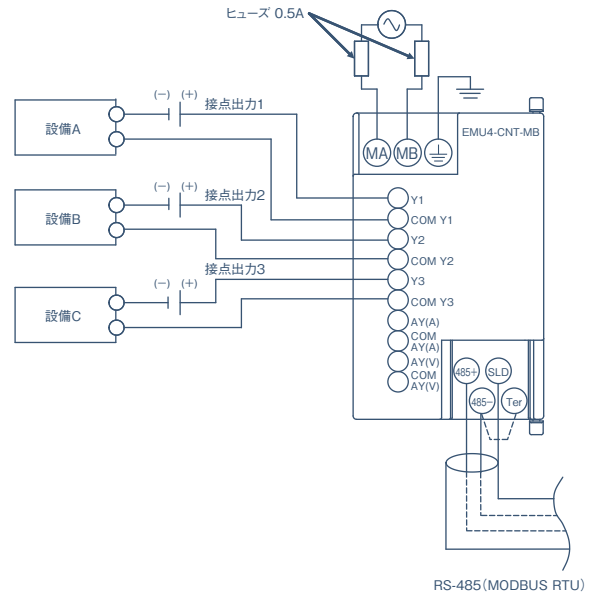 ヒューズ 0.5A
EMU4-CNT-MB
MA MB
(−) (+) 接点出力1
設備A
(−) (+) 接点出力2
設備B
接点出力3
(−) (+)
設備C
Y1
COM Y1
Y2
COM Y2
Y3
COM Y3
AY(A)
COM
AY(A)
AY(V)
COM
AY(V)
485+ SLD
485− Ter
RS-485(MODBUS RTU)